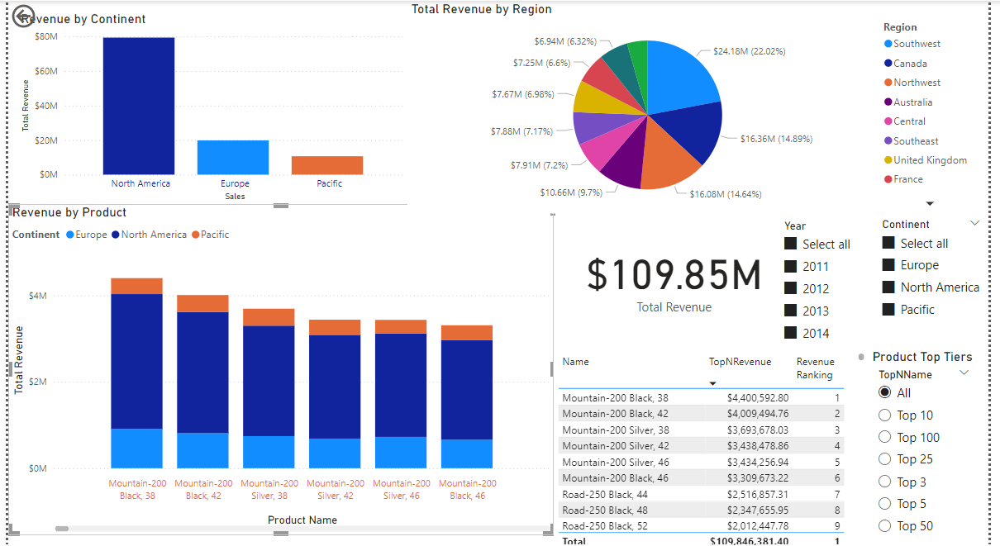 Revenue by Continent
$80M
$60M
$40M
$20M
$0M
Total Revenue
North America
Europe
Pacific
Sales
Total Revenue by Region
$6.94M (6.32%)
$7.25M (6.6%)
$7.67M (6.98%)
$7.88M (7.17%)
$7.91M (7.2%)
$10.66M (9.7%)
$24.18M (22.02%)
$16.36M (14.89%)
$16.08M (14.64%)
Region
Southwest
Canada
Northwest
Australia
Central
Southeast
United Kingdom
France
Revenue by Product
Continent Europe North America Pacific
$4M
$2M
$0M
Total Revenue
Mountain-200
Black, 38
Mountain-200
Black, 42
Mountain-200
Silver, 38
Mountain-200
Silver, 42
Mountain-200
Silver, 46
Mountain-200
Black, 46
Product Name
$109.85M
Total Revenue
Year
Select all
2011
2012
2013
2014
Continent
Select all
Europe
North America
Pacific
Name TopNRevenue Revenue
Ranking
Mountain-200 Black, 38 $4,400,592.80 1
Mountain-200 Black, 42 $4,009,494.76 2
Mountain-200 Silver, 38 $3,693,678.03 3
Mountain-200 Silver, 42 $3,438,478.86 4
Mountain-200 Silver, 46 $3,434,256.94 5
Mountain-200 Black, 46 $3,309,673.22 6
Road-250 Black, 44 $2,516,857.31 7
Road-250 Black, 48 $2,347,655.95 8
Road-250 Black, 52 $2,012,447.78 9
Total $109,846,381.40 1
Product Top Tiers
TopNName
All
Top 10
Top 100
Top 25
Top 3
Top 5
Top 50